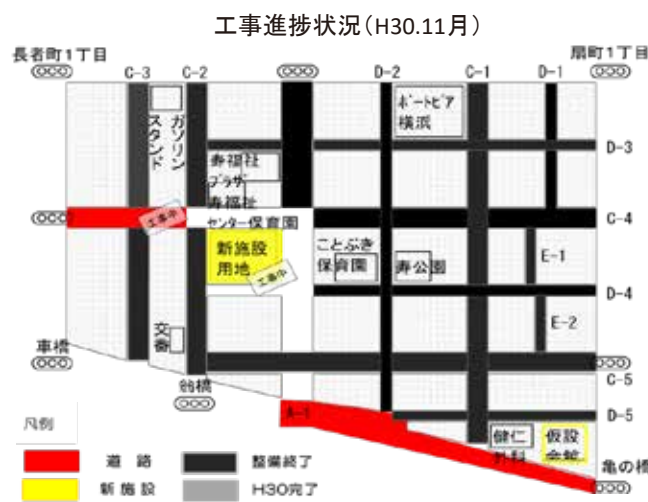 工事進捗状況(H30.11月)
長者町1丁目
扇町1丁目
C-3
C-2
D-2
C-1
D-1
ガソリン
スタンド
ボートピア
横浜
D-3
寿福祉
プラザ
寿福祉
センター保育園
工事中
C-4
新施設
用地
工事中
ことぶき
保育園
寿公園
E-1
D-4
E-2
交番
車橋
翁橋
C-5
A-1
D-5
健仁
外科
仮設
会館
亀の橋
凡例
道路
整備終了
新施設
H30完了